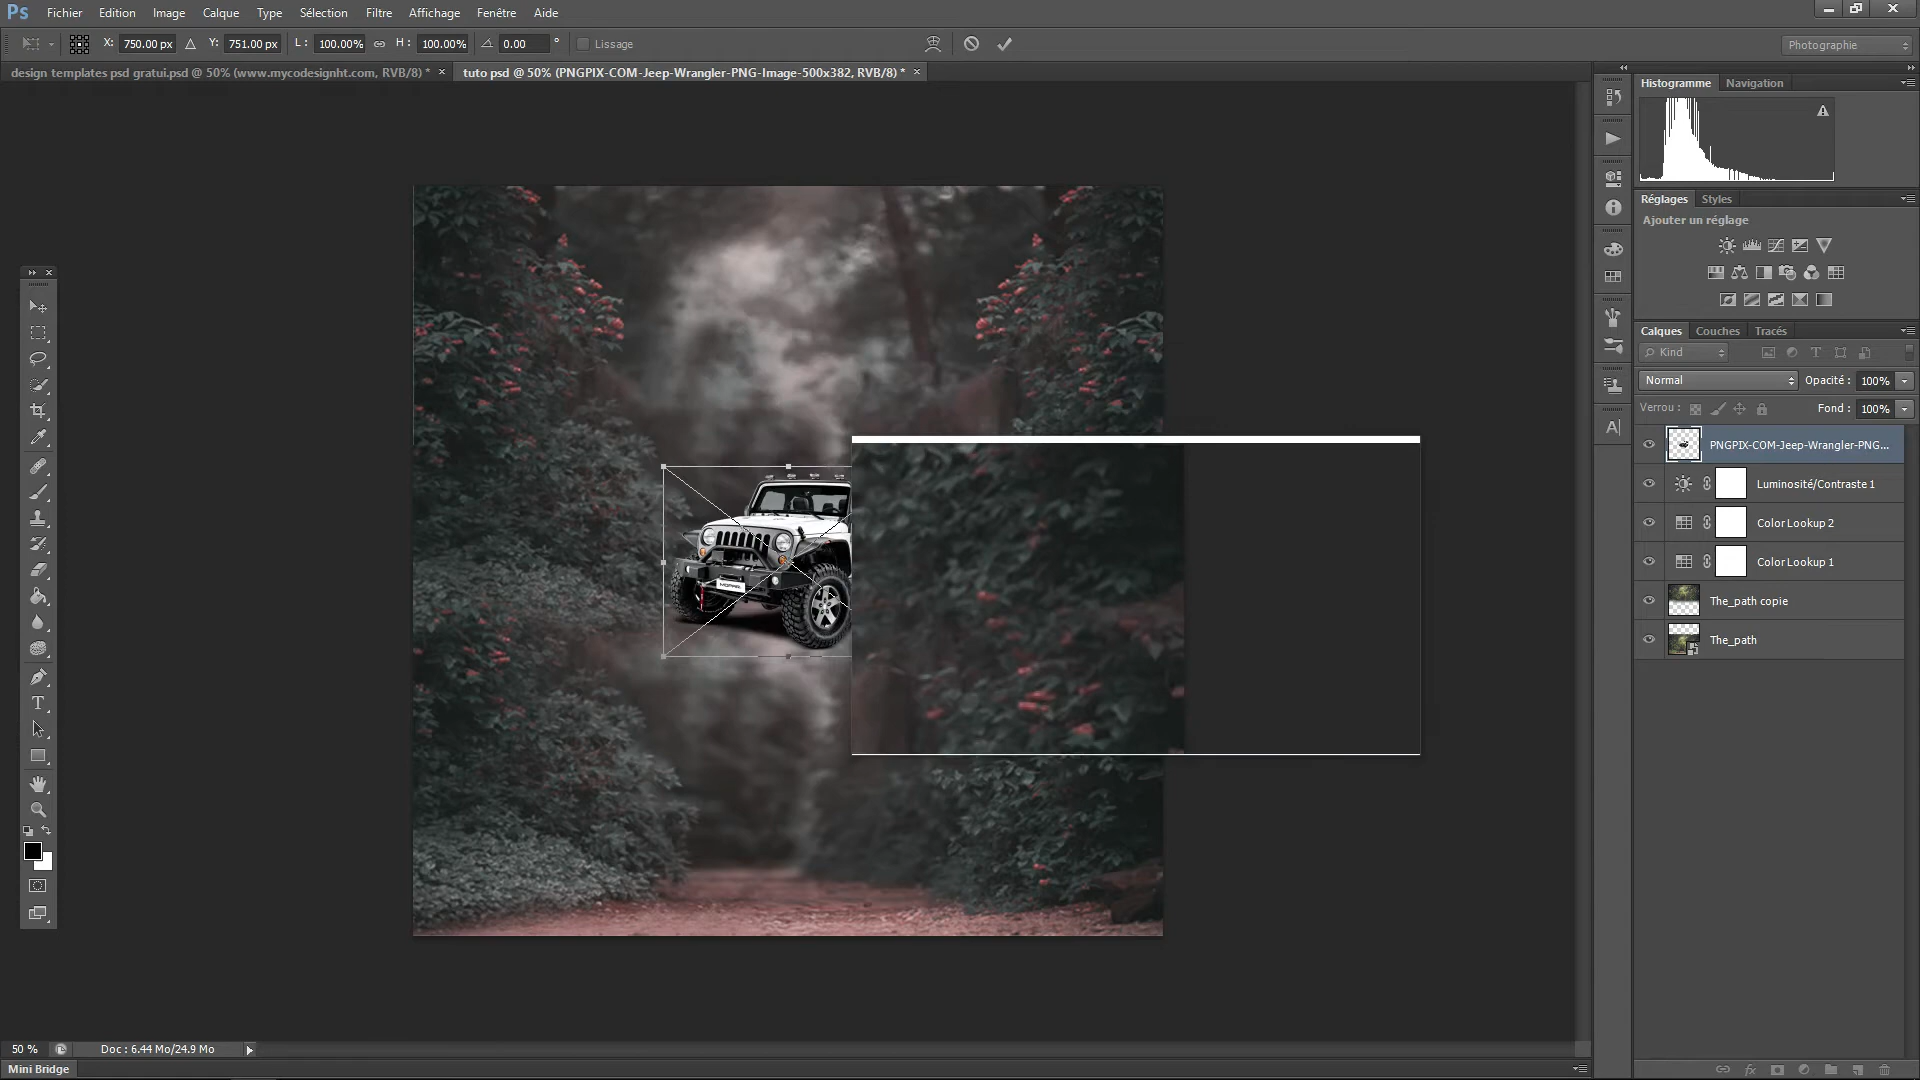 Ps Fichier Edition Image Calque Type Sélection Filtre Affichage Fenêtre Aide
X: 750.00 px Y: 751.00 px L : 100.00% H : 100.00% 0.00 ° Lissage Photographie
design templates psd gratui.psd @ 50% (www.mycodesignht.com, RVB/8) * × tuto psd @ 50% (PNGPIX-COM-Jeep-Wrangler-PNG-Image-500x382, RVB/8) * ×
Histogramme Navigation
Réglages Styles
Ajouter un réglage
Calques Couches Tracés
Kind
Normal Opacité : 100%
Verrou : Fond : 100%
PNGPIX-COM-Jeep-Wrangler-PNG...
Luminosité/Contraste 1
Color Lookup 2
Color Lookup 1
The_path copie
The_path
MOPAR
50 % Doc : 6.44 Mo/24.9 Mo
Mini Bridge